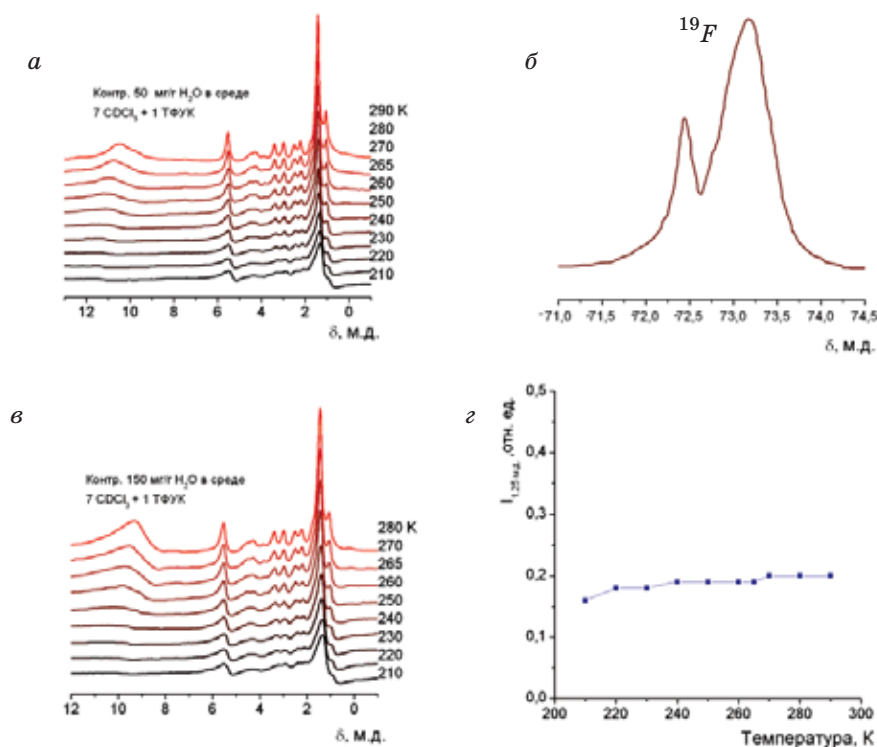 а
Контр. 50 мг/г H₂O в среде
7 CDCl₃ + 1 ТФУК
290 K
280
270
265
260
250
240
230
220
210
12 10 8 6 4 2 0
δ, м.д.
б
¹⁹F
-71,0 -71,5 -72,0 -72,5 -73,0 -73,5 -74,0 -74,5
δ, м.д.
в
Контр. 150 мг/г H₂O в среде
7 CDCl₃ + 1 ТФУК
280 K
270
265
260
250
240
230
220
210
12 10 8 6 4 2 0
δ, м.д.
г
I₁,₂₅ м.д., отн. ед.
0,5
0,4
0,3
0,2
0,1
0,0
200 220 240 260 280 300
Температура, К